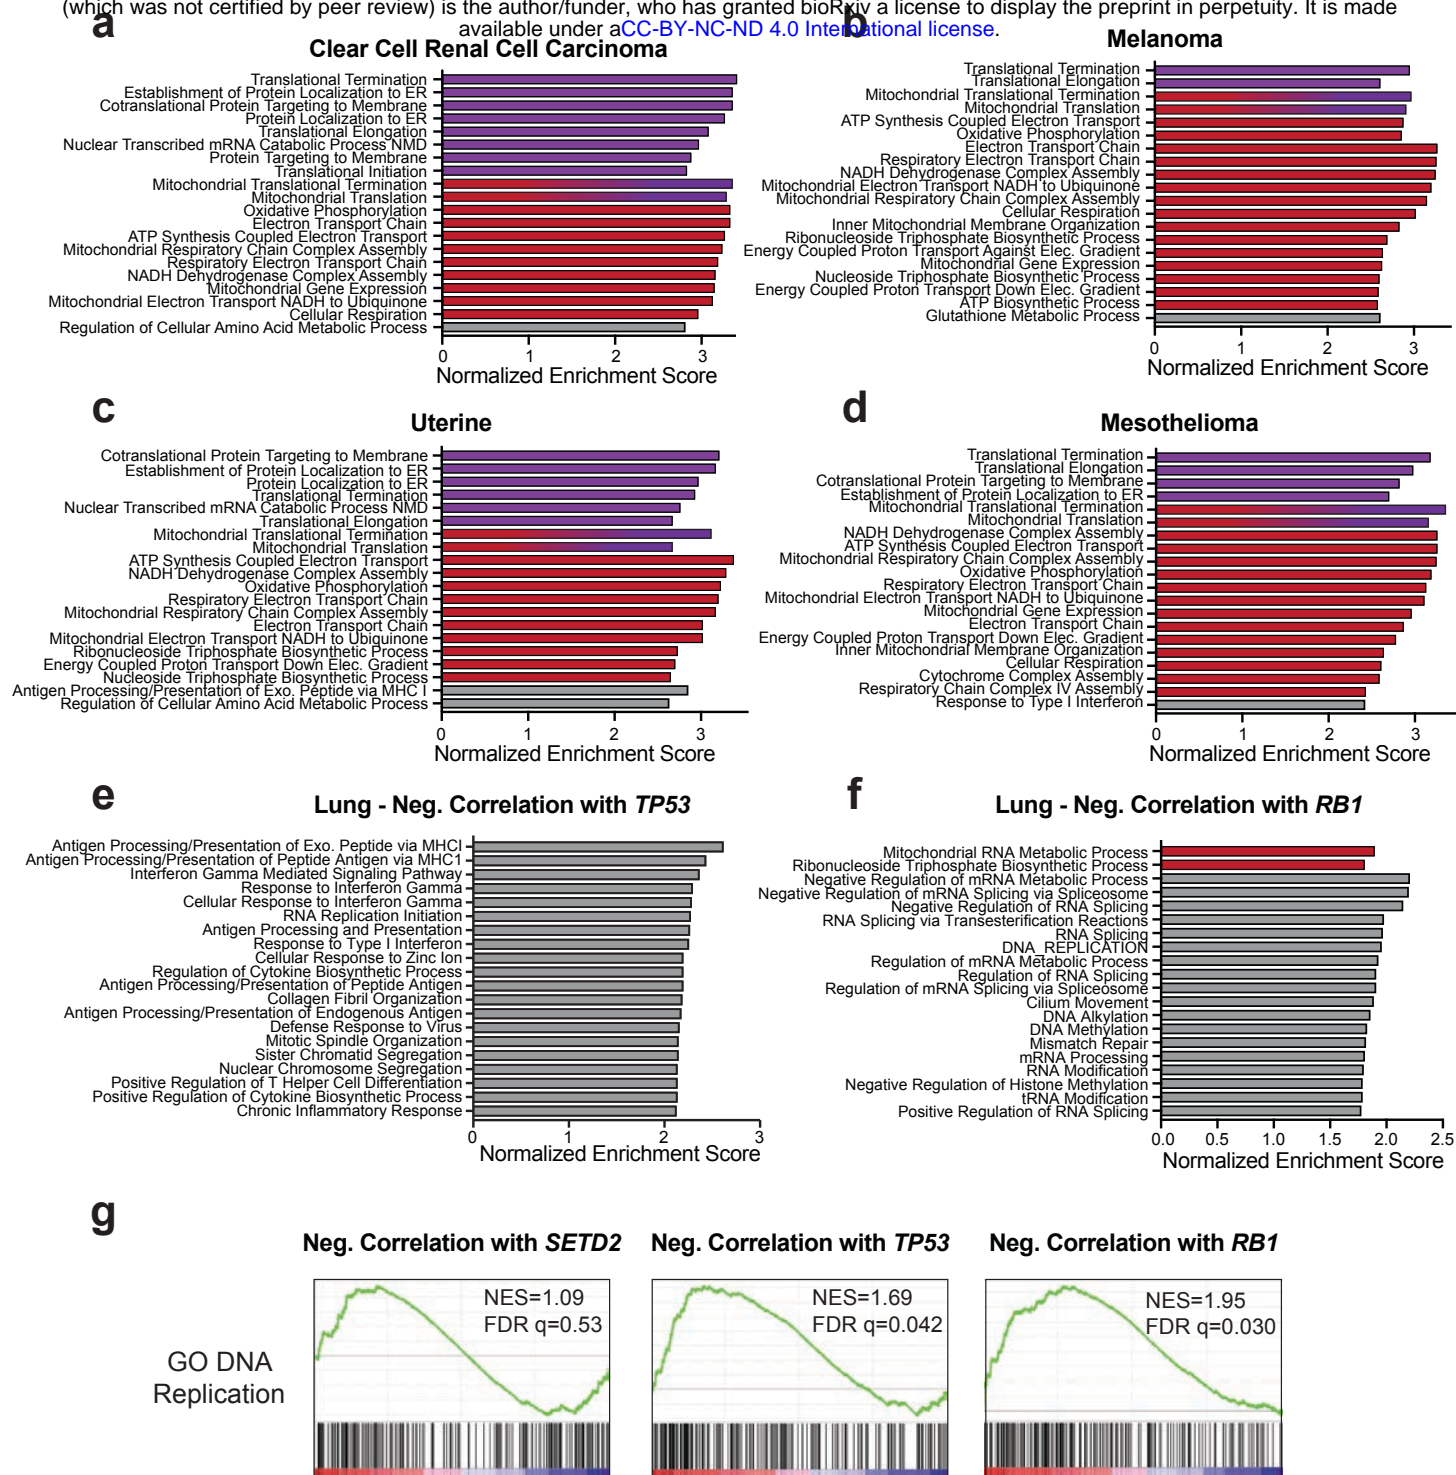 (which was not certified by peer review) is the author/funder, who has granted bioRxiv a license to display the preprint in perpetuity. It is made
available under aCC-BY-NC-ND 4.0 International license.
a
Clear Cell Renal Cell Carcinoma
Translational Termination
Establishment of Protein Localization to ER
Cotranslational Protein Targeting to Membrane
Protein Localization to ER
Translational Elongation
Nuclear Transcribed mRNA Catabolic Process NMD
Protein Targeting to Membrane
Translational Initiation
Mitochondrial Translational Termination
Mitochondrial Translation
Oxidative Phosphorylation
Electron Transport Chain
ATP Synthesis Coupled Electron Transport
Mitochondrial Respiratory Chain Complex Assembly
Respiratory Electron Transport Chain
NADH Dehydrogenase Complex Assembly
Mitochondrial Gene Expression
Mitochondrial Electron Transport NADH to Ubiquinone
Cellular Respiration
Regulation of Cellular Amino Acid Metabolic Process
0 1 2 3
Normalized Enrichment Score
b
Melanoma
Translational Termination
Translational Elongation
Mitochondrial Translational Termination
Mitochondrial Translation
ATP Synthesis Coupled Electron Transport
Oxidative Phosphorylation
Electron Transport Chain
Respiratory Electron Transport Chain
NADH Dehydrogenase Complex Assembly
Mitochondrial Electron Transport NADH to Ubiquinone
Mitochondrial Respiratory Chain Complex Assembly
Cellular Respiration
Inner Mitochondrial Membrane Organization
Ribonucleoside Triphosphate Biosynthetic Process
Energy Coupled Proton Transport Against Elec. Gradient
Mitochondrial Gene Expression
Nucleoside Triphosphate Biosynthetic Process
Energy Coupled Proton Transport Down Elec. Gradient
ATP Biosynthetic Process
Glutathione Metabolic Process
0 1 2 3
Normalized Enrichment Score
c
Uterine
Cotranslational Protein Targeting to Membrane
Establishment of Protein Localization to ER
Protein Localization to ER
Translational Termination
Nuclear Transcribed mRNA Catabolic Process NMD
Translational Elongation
Mitochondrial Translational Termination
Mitochondrial Translation
ATP Synthesis Coupled Electron Transport
NADH Dehydrogenase Complex Assembly
Oxidative Phosphorylation
Respiratory Electron Transport Chain
Mitochondrial Respiratory Chain Complex Assembly
Electron Transport Chain
Mitochondrial Electron Transport NADH to Ubiquinone
Ribonucleoside Triphosphate Biosynthetic Process
Energy Coupled Proton Transport Down Elec. Gradient
Nucleoside Triphosphate Biosynthetic Process
Antigen Processing/Presentation of Exo. Peptide via MHC I
Regulation of Cellular Amino Acid Metabolic Process
0 1 2 3
Normalized Enrichment Score
d
Mesothelioma
Translational Termination
Translational Elongation
Cotranslational Protein Targeting to Membrane
Establishment of Protein Localization to ER
Mitochondrial Translational Termination
Mitochondrial Translation
NADH Dehydrogenase Complex Assembly
ATP Synthesis Coupled Electron Transport
Mitochondrial Respiratory Chain Complex Assembly
Oxidative Phosphorylation
Respiratory Electron Transport Chain
Mitochondrial Electron Transport NADH to Ubiquinone
Mitochondrial Gene Expression
Electron Transport Chain
Energy Coupled Proton Transport Down Elec. Gradient
Inner Mitochondrial Membrane Organization
Cellular Respiration
Cytochrome Complex Assembly
Respiratory Chain Complex IV Assembly
Response to Type I Interferon
0 1 2 3
Normalized Enrichment Score
e
Lung - Neg. Correlation with TP53
Antigen Processing/Presentation of Exo. Peptide via MHCI
Antigen Processing/Presentation of Peptide Antigen via MHC1
Interferon Gamma Mediated Signaling Pathway
Response to Interferon Gamma
Cellular Response to Interferon Gamma
RNA Replication Initiation
Antigen Processing and Presentation
Response to Type I Interferon
Cellular Response to Zinc Ion
Regulation of Cytokine Biosynthetic Process
Antigen Processing/Presentation of Peptide Antigen
Collagen Fibril Organization
Antigen Processing/Presentation of Endogenous Antigen
Defense Response to Virus
Mitotic Spindle Organization
Sister Chromatid Segregation
Nuclear Chromosome Segregation
Positive Regulation of T Helper Cell Differentiation
Positive Regulation of Cytokine Biosynthetic Process
Chronic Inflammatory Response
0 1 2 3
Normalized Enrichment Score
f
Lung - Neg. Correlation with RB1
Mitochondrial RNA Metabolic Process
Ribonucleoside Triphosphate Biosynthetic Process
Negative Regulation of mRNA Metabolic Process
Negative Regulation of mRNA Splicing via Spliceosome
Negative Regulation of RNA Splicing
RNA Splicing via Transesterification Reactions
RNA Splicing
DNA_REPLICATION
Regulation of mRNA Metabolic Process
Regulation of RNA Splicing
Regulation of mRNA Splicing via Spliceosome
Cilium Movement
DNA Alkylation
DNA Methylation
Mismatch Repair
mRNA Processing
RNA Modification
Negative Regulation of Histone Methylation
tRNA Modification
Positive Regulation of RNA Splicing
0.0 0.5 1.0 1.5 2.0 2.5
Normalized Enrichment Score
g
Neg. Correlation with SETD2
Neg. Correlation with TP53
Neg. Correlation with RB1
GO DNA
Replication
NES=1.09
FDR q=0.53
NES=1.69
FDR q=0.042
NES=1.95
FDR q=0.030